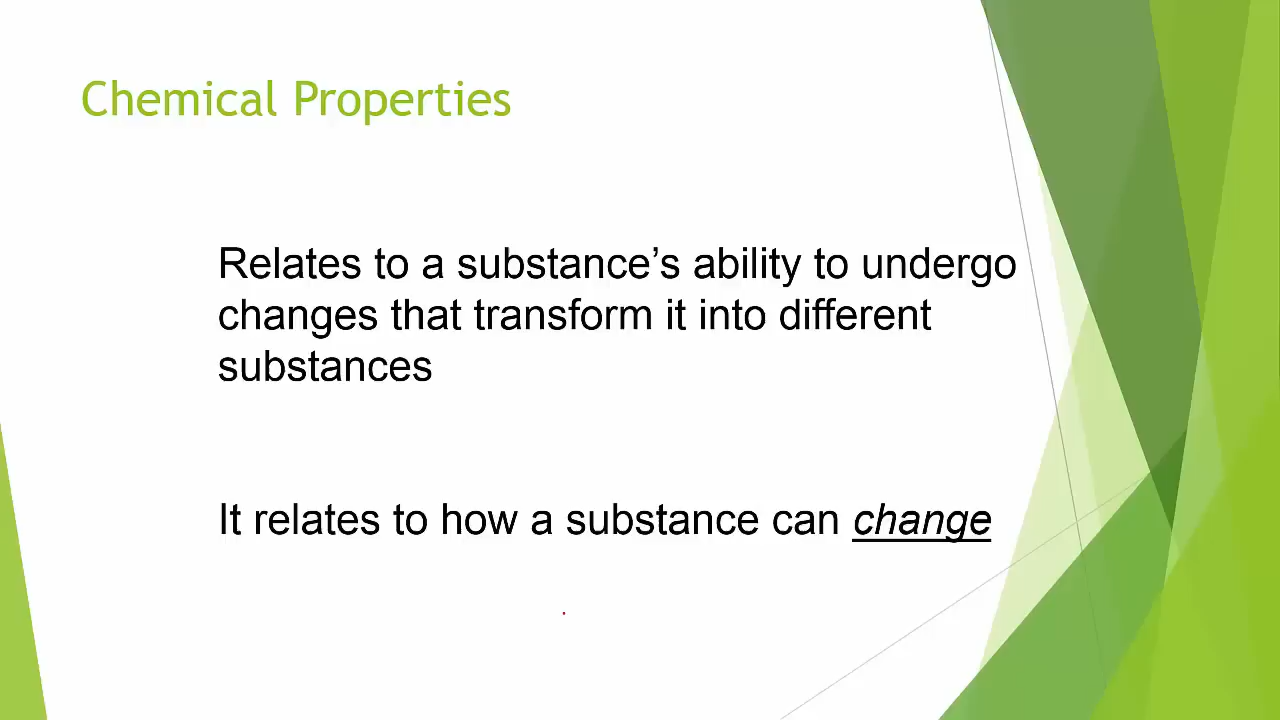 Chemical Properties
Relates to a substance’s ability to undergo
changes that transform it into different
substances
It relates to how a substance can change